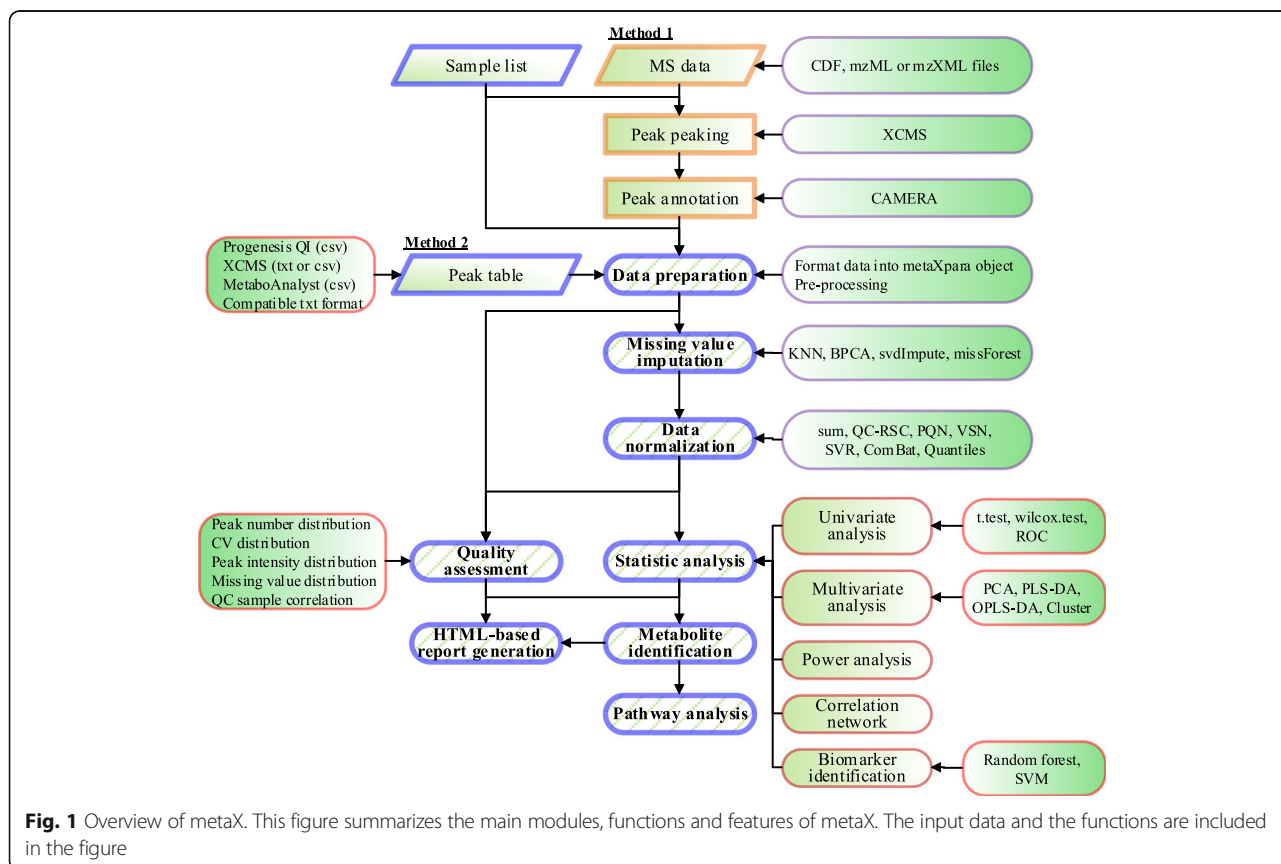 Method 1
Sample list
MS data
CDF, mzML or mzXML files
Peak peaking
XCMS
Peak annotation
CAMERA
Method 2
Progenesis QI (csv)
XCMS (txt or csv)
MetaboAnalyst (csv)
Compatible txt format
Peak table
Data preparation
Format data into metaXpara object
Pre-processing
Missing value
imputation
KNN, BPCA, svdImpute, missForest
Data
normalization
sum, QC-RSC, PQN, VSN,
SVR, ComBat, Quantiles
Peak number distribution
CV distribution
Peak intensity distribution
Missing value distribution
QC sample correlation
Quality
assessment
Statistic analysis
Univariate
analysis
t.test, wilcox.test,
ROC
Multivariate
analysis
PCA, PLS-DA,
OPLS-DA, Cluster
HTML-based
report generation
Metabolite
identification
Power analysis
Pathway analysis
Correlation
network
Biomarker
identification
Random forest,
SVM
Fig. 1 Overview of metaX. This figure summarizes the main modules, functions and features of metaX. The input data and the functions are included
in the figure